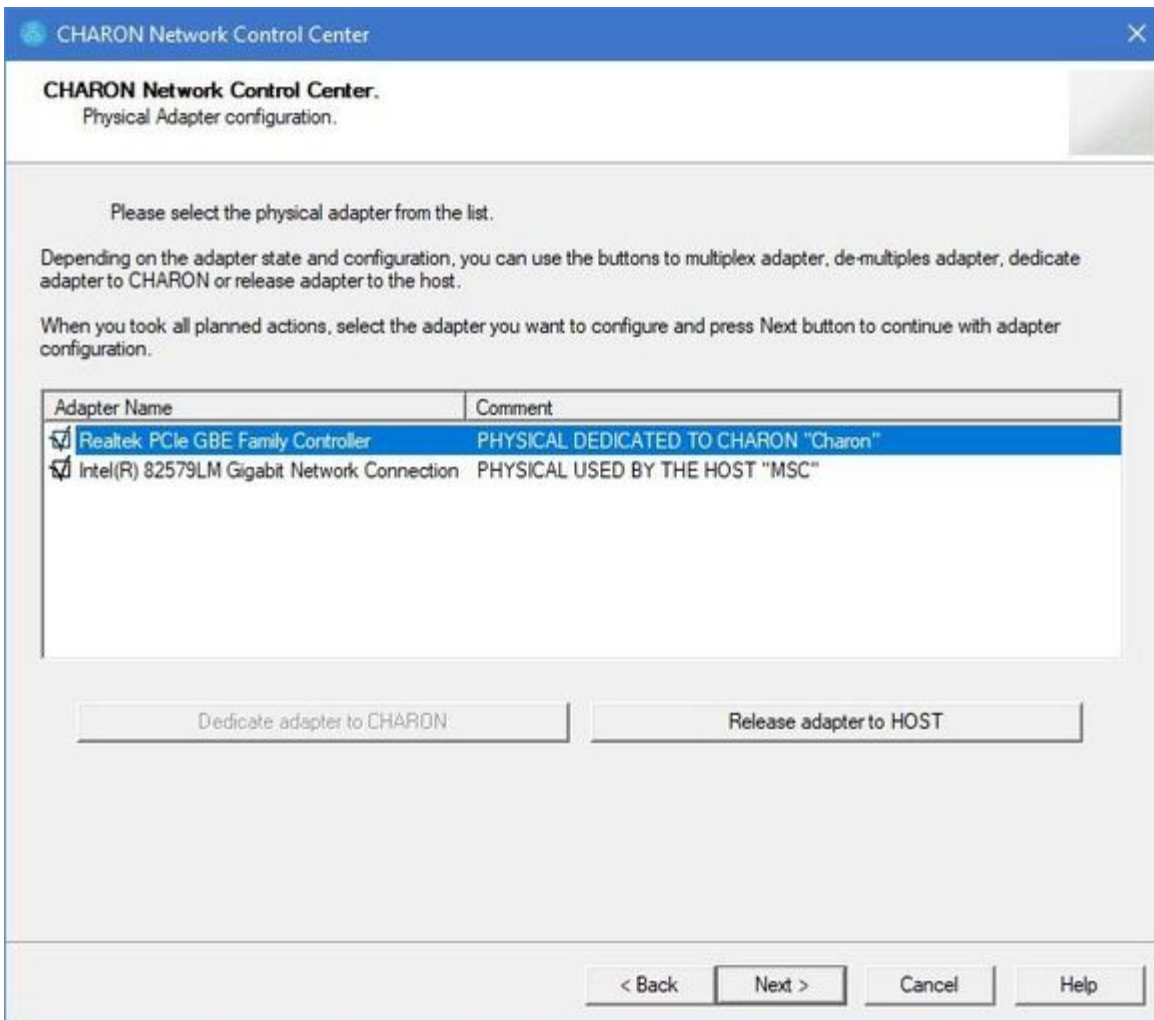 CHARON Network Control Center
CHARON Network Control Center.
Physical Adapter configuration.
Please select the physical adapter from the list.
Depending on the adapter state and configuration, you can use the buttons to multiplex adapter, de-multiples adapter, dedicate
adapter to CHARON or release adapter to the host.
When you took all planned actions, select the adapter you want to configure and press Next button to continue with adapter
configuration.
Adapter Name Comment
Realtek PCIe GBE Family Controller PHYSICAL DEDICATED TO CHARON "Charon"
Intel(R) 82579LM Gigabit Network Connection PHYSICAL USED BY THE HOST "MSC"
Dedicate adapter to CHARON Release adapter to HOST
< Back Next > Cancel Help